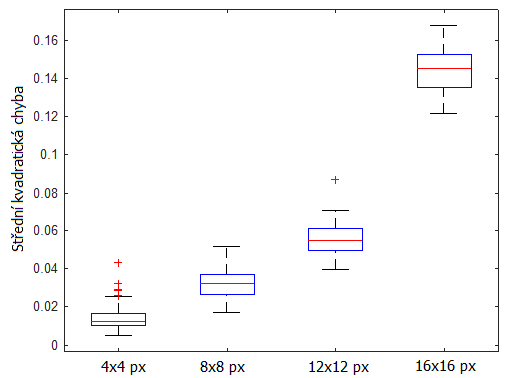 Střední kvadratická chyba
0.16
0.14
0.12
0.1
0.08
0.06
0.04
0.02
0
4x4 px
8x8 px
12x12 px
16x16 px